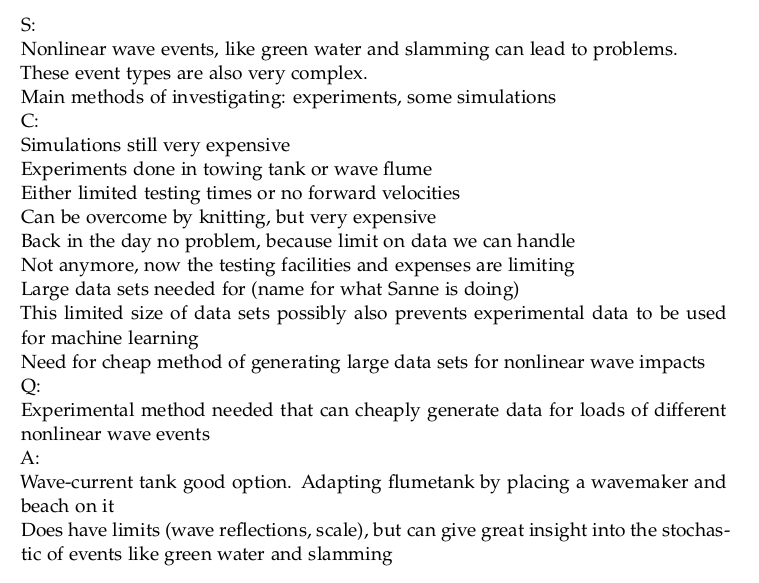 S:
Nonlinear wave events, like green water and slamming can lead to problems.
These event types are also very complex.
Main methods of investigating: experiments, some simulations
C:
Simulations still very expensive
Experiments done in towing tank or wave flume
Either limited testing times or no forward velocities
Can be overcome by knitting, but very expensive
Back in the day no problem, because limit on data we can handle
Not anymore, now the testing facilities and expenses are limiting
Large data sets needed for (name for what Sanne is doing)
This limited size of data sets possibly also prevents experimental data to be used
for machine learning
Need for cheap method of generating large data sets for nonlinear wave impacts
Q:
Experimental method needed that can cheaply generate data for loads of different
nonlinear wave events
A:
Wave-current tank good option. Adapting flumetank by placing a wavemaker and
beach on it
Does have limits (wave reflections, scale), but can give great insight into the stochas-
tic of events like green water and slamming